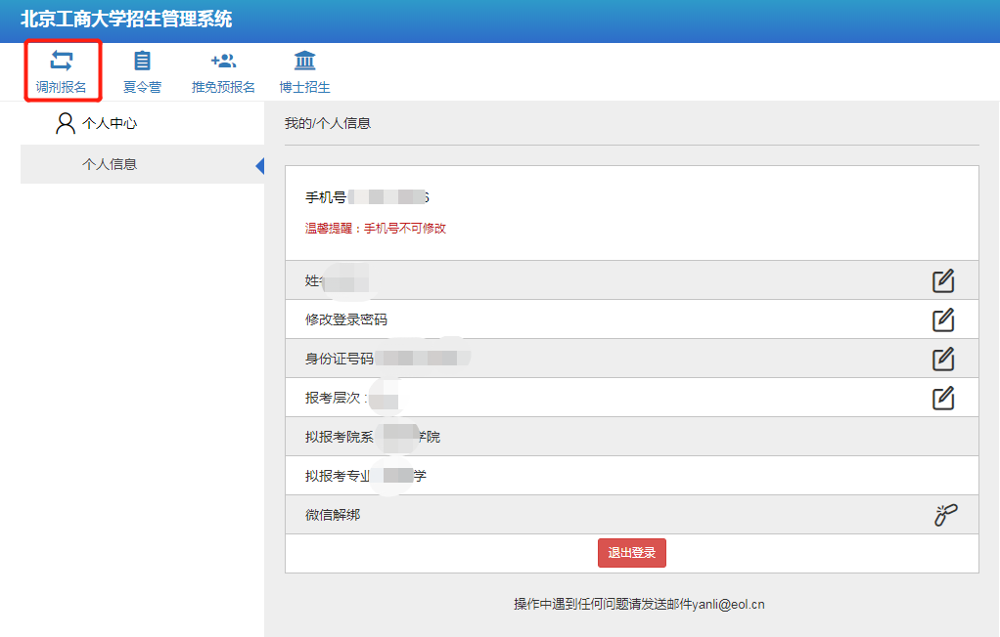 北京工商大学招生管理系统
调剂报名 夏令营 推免预报名 博士招生
个人中心
个人信息
我的/个人信息
手机号 6
温馨提醒：手机号不可修改
姓
修改登录密码
身份证号码
报考层次：
拟报考院系 学院
拟报考专业 学
微信解绑
退出登录
操作中遇到任何问题请发送邮件yanli@eol.cn